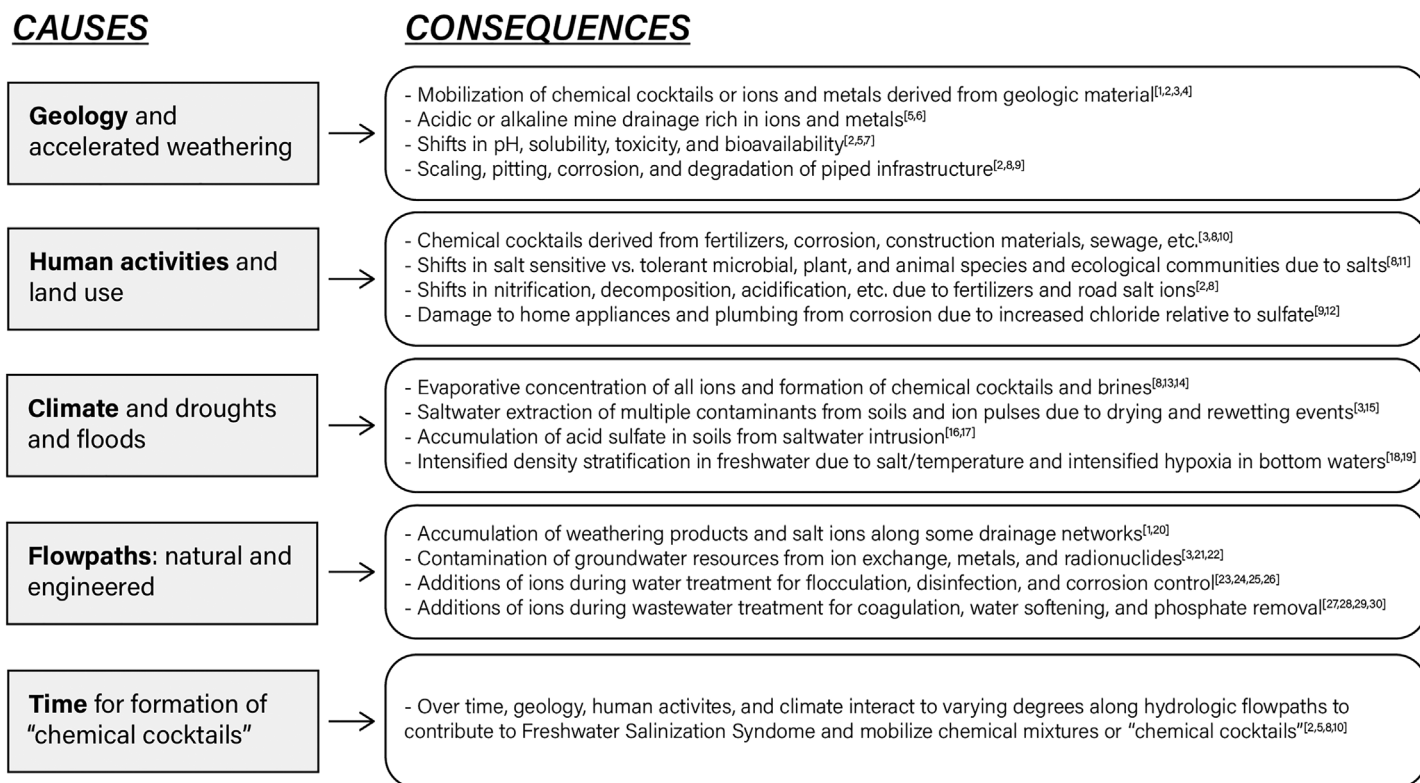 CAUSES
CONSEQUENCES
Geology and
accelerated weathering
- Mobilization of chemical cocktails or ions and metals derived from geologic material[1,2,3,4]
- Acidic or alkaline mine drainage rich in ions and metals[5,6]
- Shifts in pH, solubility, toxicity, and bioavailability[2,5,7]
- Scaling, pitting, corrosion, and degradation of piped infrastructure[2,8,9]
Human activities and
land use
- Chemical cocktails derived from fertilizers, corrosion, construction materials, sewage, etc.[3,8,10]
- Shifts in salt sensitive vs. tolerant microbial, plant, and animal species and ecological communities due to salts[8,11]
- Shifts in nitrification, decomposition, acidification, etc. due to fertilizers and road salt ions[2,8]
- Damage to home appliances and plumbing from corrosion due to increased chloride relative to sulfate[9,12]
Climate and droughts
and floods
- Evaporative concentration of all ions and formation of chemical cocktails and brines[8,13,14]
- Saltwater extraction of multiple contaminants from soils and ion pulses due to drying and rewetting events[3,15]
- Accumulation of acid sulfate in soils from saltwater intrusion[16,17]
- Intensified density stratification in freshwater due to salt/temperature and intensified hypoxia in bottom waters[18,19]
Flowpaths: natural and
engineered
- Accumulation of weathering products and salt ions along some drainage networks[1,20]
- Contamination of groundwater resources from ion exchange, metals, and radionuclides[3,21,22]
- Additions of ions during water treatment for flocculation, disinfection, and corrosion control[23,24,25,26]
- Additions of ions during wastewater treatment for coagulation, water softening, and phosphate removal[27,28,29,30]
Time for formation of
“chemical cocktails”
- Over time, geology, human activites, and climate interact to varying degrees along hydrologic flowpaths to
contribute to Freshwater Salinization Syndome and mobilize chemical mixtures or “chemical cocktails”[2,5,8,10]